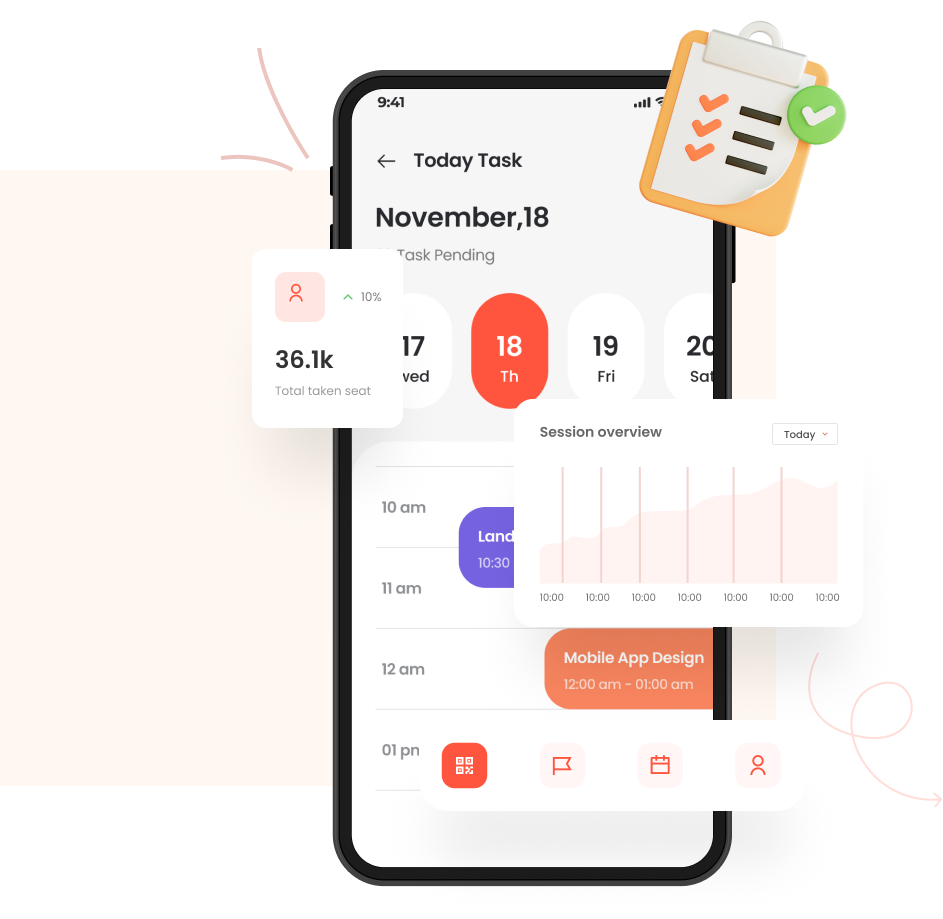 9:41
Today Task
November,18
Task Pending
10%
36.1k
Total taken seat
17
wed
18
Th
19
Fri
20
Sat
Session overview
Today
10:00 10:00 10:00 10:00 10:00 10:00 10:00
10 am
Land
10:30
11 am
12 am
Mobile App Design
12:00 am - 01:00 am
01